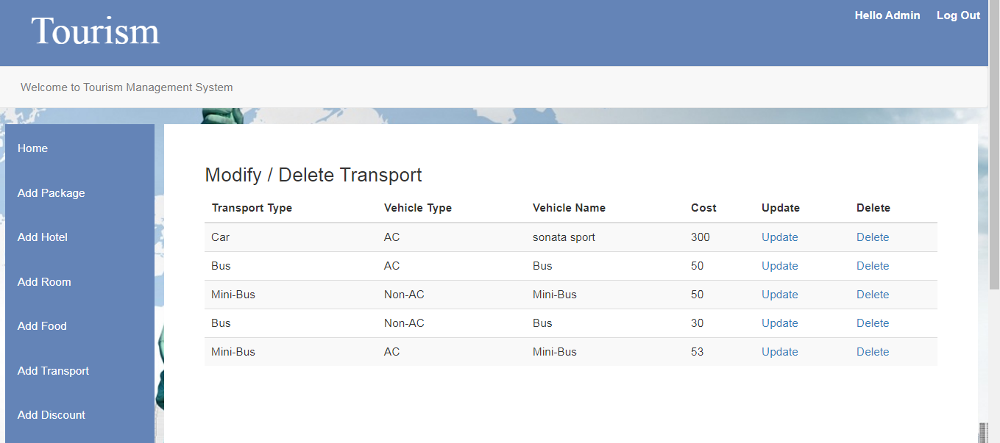 Tourism
Hello Admin Log Out
Welcome to Tourism Management System
Home
Add Package
Add Hotel
Add Room
Add Food
Add Transport
Add Discount
Modify / Delete Transport
Transport Type Vehicle Type Vehicle Name Cost Update Delete
Car AC sonata sport 300 Update Delete
Bus AC Bus 50 Update Delete
Mini-Bus Non-AC Mini-Bus 50 Update Delete
Bus Non-AC Bus 30 Update Delete
Mini-Bus AC Mini-Bus 53 Update Delete